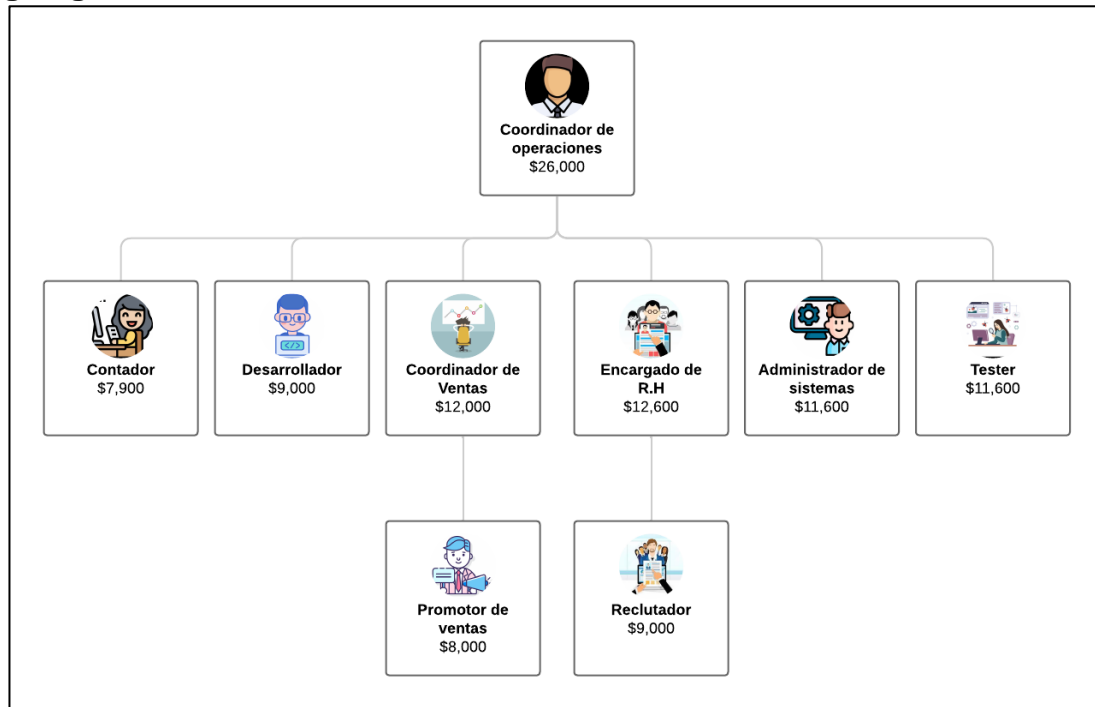 Coordinador de
operaciones
$26,000
Contador
$7,900
Desarrollador
$9,000
Coordinador de
Ventas
$12,000
Encargado de
R.H
$12,600
Administrador de
sistemas
$11,600
Tester
$11,600
Promotor de
ventas
$8,000
Reclutador
$9,000